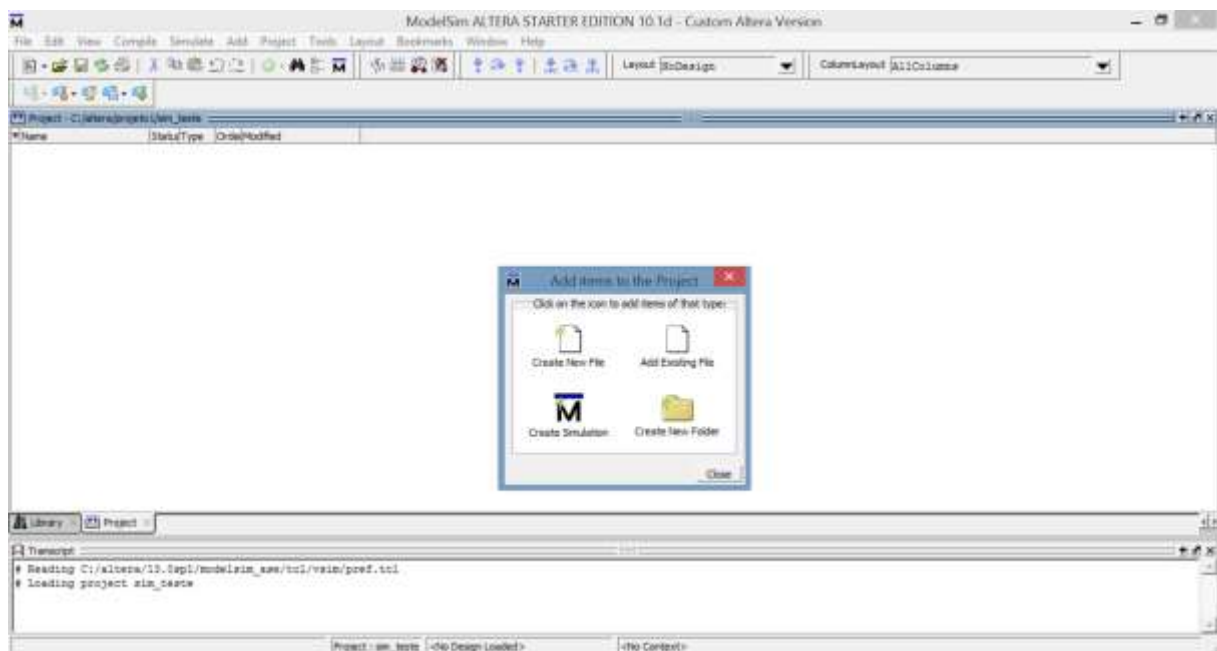 ModelSim ALTERA STARTER EDITION 10.1d - Custom Altera Version
File Edit View Compile Simulate Add Project Tools Layout Bookmarks Window Help
Layout NoDesign
ColumnLayout AllColumns
Project - C:/altera/projeto1/sim_teste
Name Status Type Order Modified
Add items to the Project
Click on the icon to add items of that type:
Create New File Add Existing File
Create Simulation Create New Folder
Close
Library Project
Transcript
# Reading C:/altera/13.0sp1/modelsim_ase/tcl/vsim/pref.tcl
# Loading project sim_teste
Project : sim_teste <No Design Loaded> <No Context>